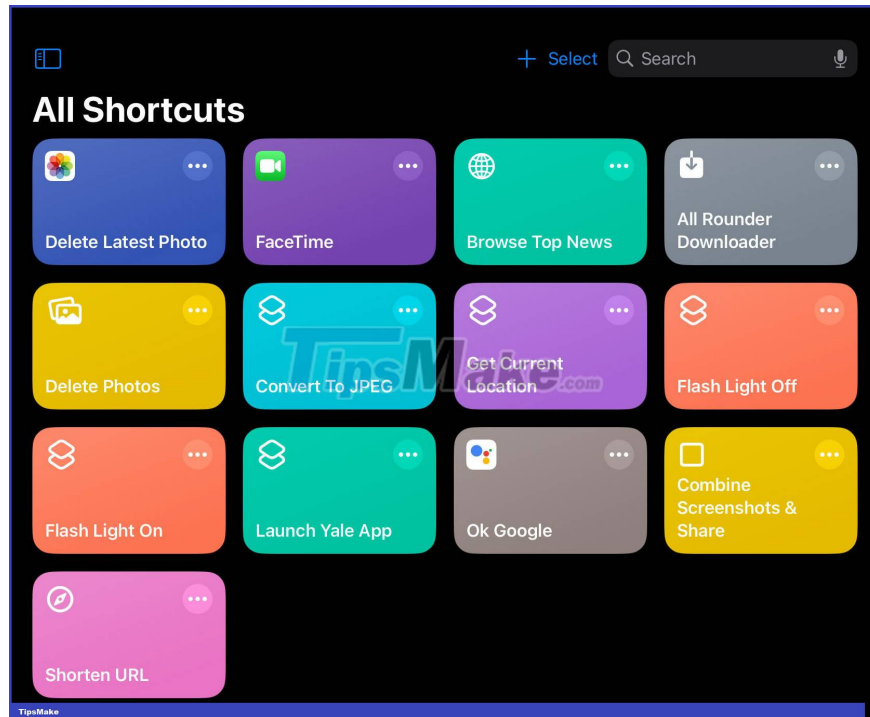 Select
Search
All Shortcuts
Delete Latest Photo
FaceTime
Browse Top News
All Rounder
Downloader
Delete Photos
Convert To JPEG
Get Current
Location
Flash Light Off
TipsMake.com
Flash Light On
Launch Yale App
Ok Google
Combine
Screenshots &
Share
Shorten URL
TipsMake